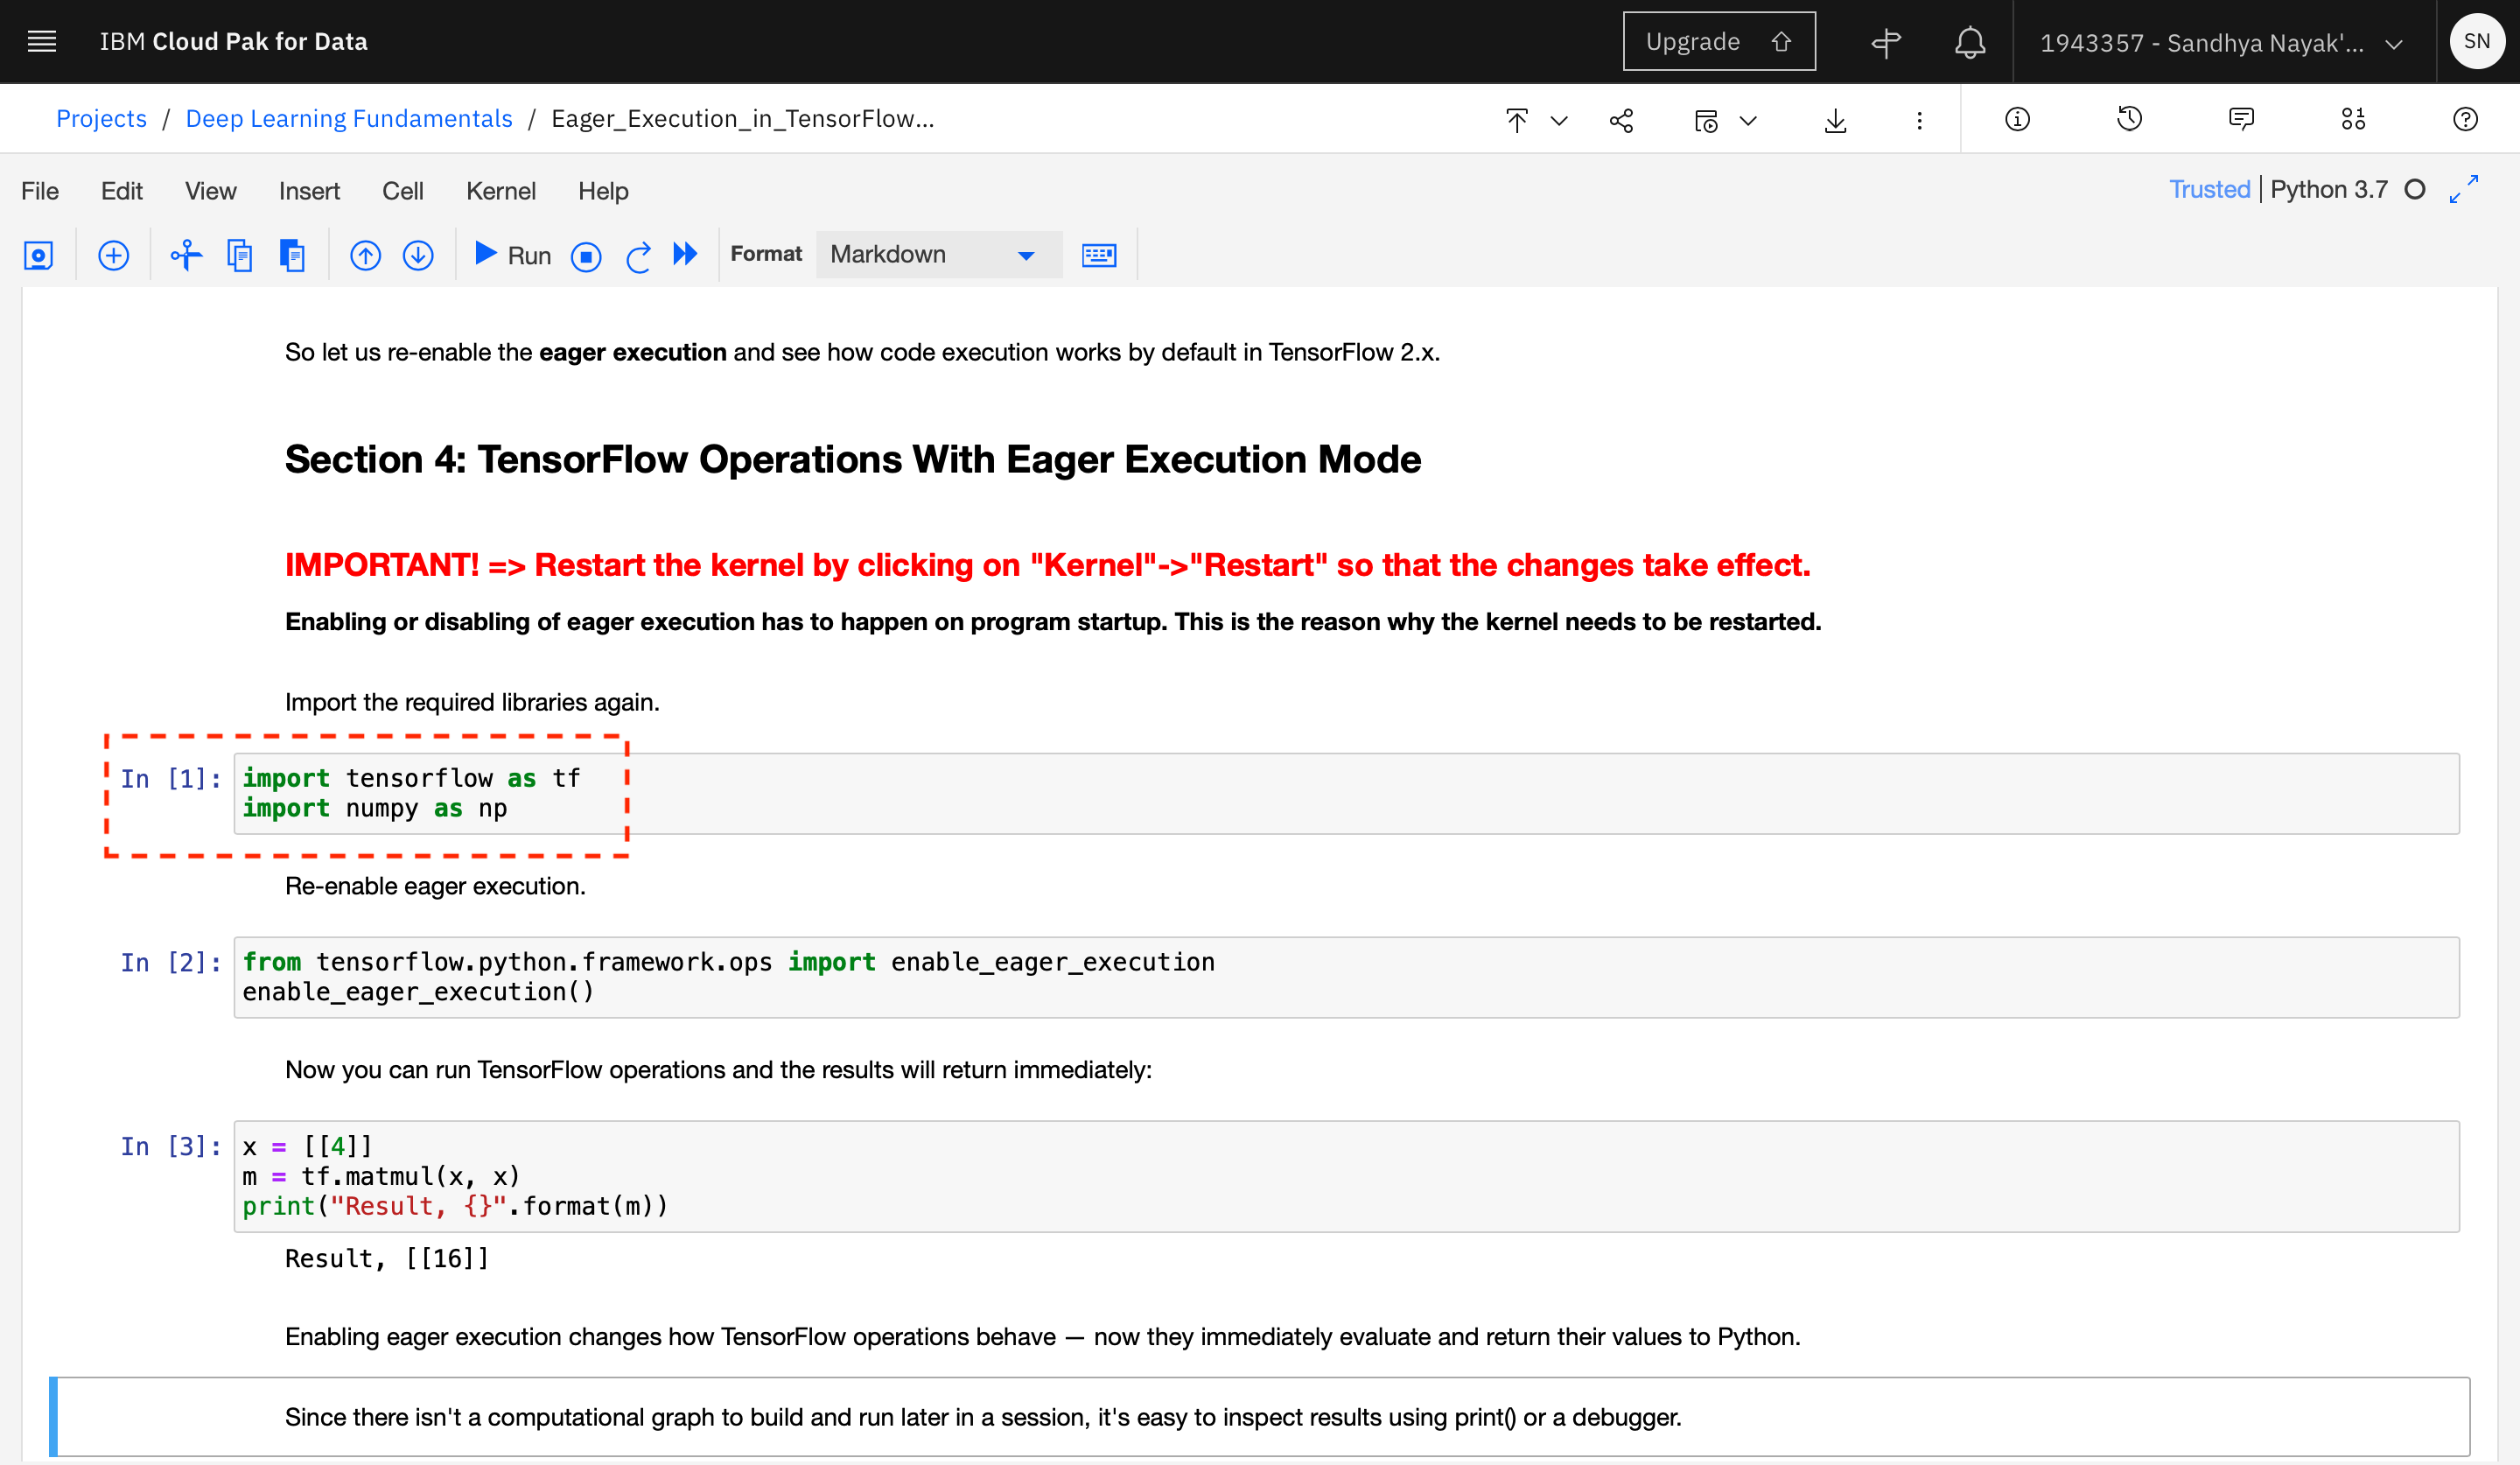 IBM Cloud Pak for Data
Upgrade
1943357 - Sandhya Nayak'...
SN
Projects / Deep Learning Fundamentals / Eager_Execution_in_TensorFlow...
File Edit View Insert Cell Kernel Help
Trusted | Python 3.7
Run
Format
Markdown
So let us re-enable the eager execution and see how code execution works by default in TensorFlow 2.x.
Section 4: TensorFlow Operations With Eager Execution Mode
IMPORTANT! => Restart the kernel by clicking on "Kernel"->"Restart" so that the changes take effect.
Enabling or disabling of eager execution has to happen on program startup. This is the reason why the kernel needs to be restarted.
Import the required libraries again.
In [1]: import tensorflow as tf
import numpy as np
Re-enable eager execution.
In [2]: from tensorflow.python.framework.ops import enable_eager_execution
enable_eager_execution()
Now you can run TensorFlow operations and the results will return immediately:
In [3]: x = [[4]]
m = tf.matmul(x, x)
print("Result, {}".format(m))
Result, [[16]]
Enabling eager execution changes how TensorFlow operations behave — now they immediately evaluate and return their values to Python.
Since there isn't a computational graph to build and run later in a session, it's easy to inspect results using print() or a debugger.